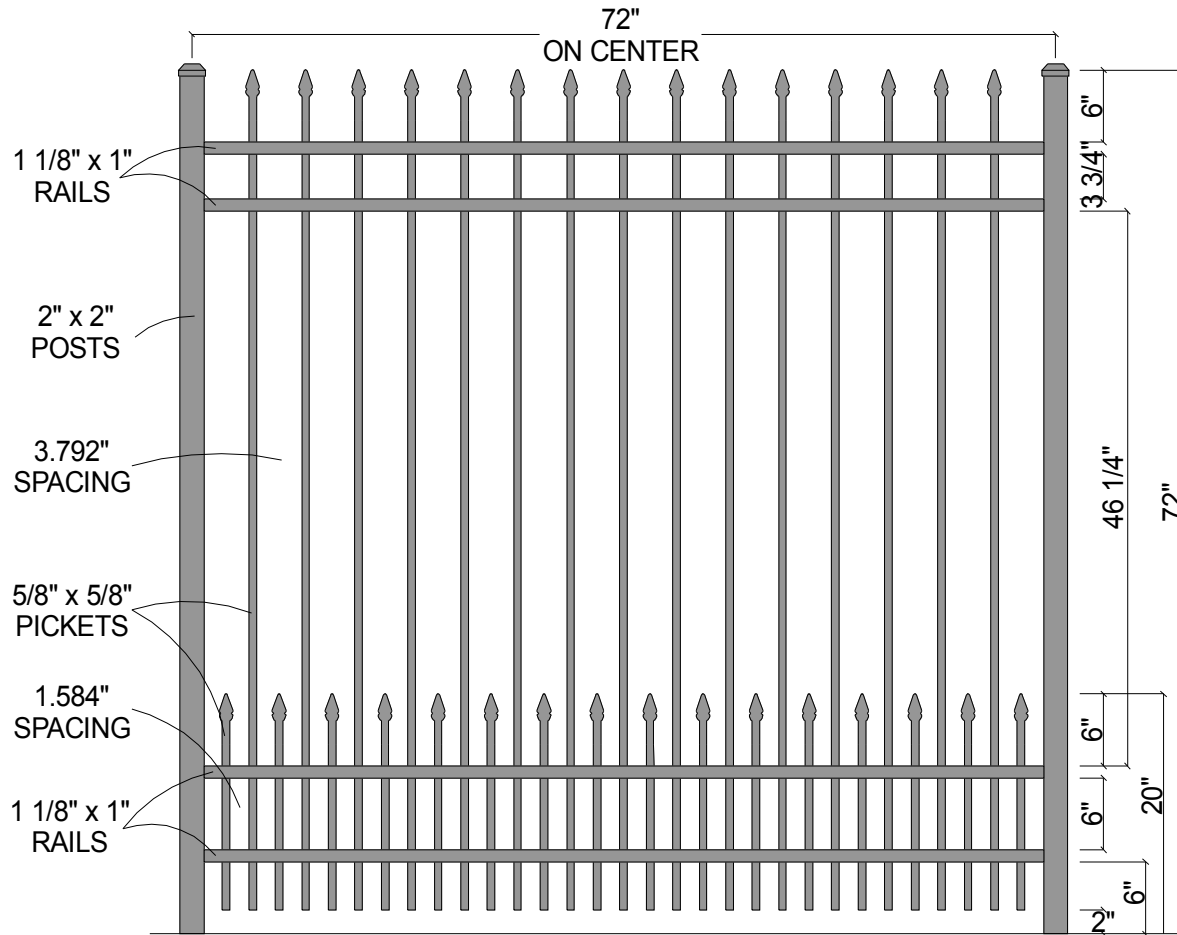 72"
ON CENTER
1 1/8" x 1"
RAILS
2" x 2"
POSTS
3.792"
SPACING
5/8" x 5/8"
PICKETS
1.584"
SPACING
1 1/8" x 1"
RAILS
6"
3 3/4"
46 1/4"
72"
6"
20"
6"
6"
2"